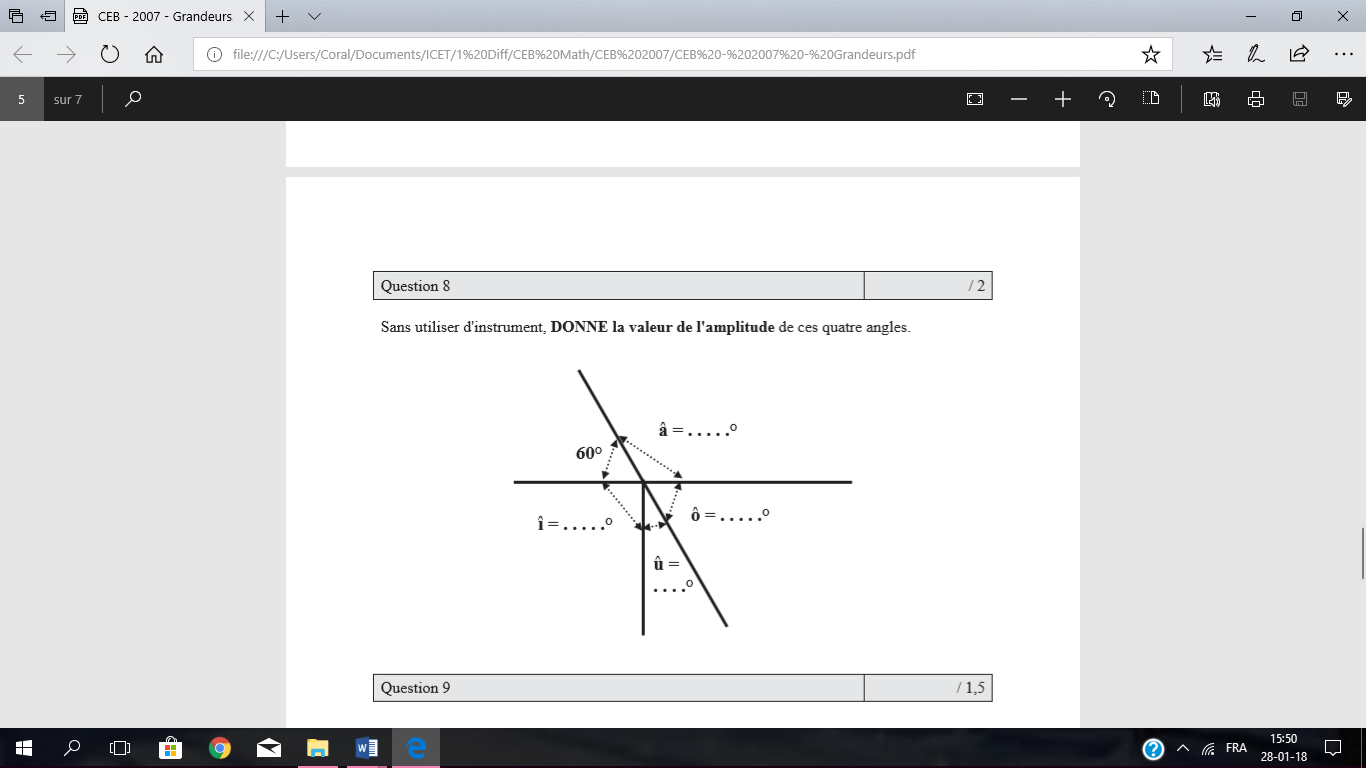 CEB - 2007 - Grandeurs
file:///C:/Users/Coral/Documents/ICET/1%20Diff/CEB%20Math/CEB%202007/CEB%20-%202007%20-%20Grandeurs.pdf
5 sur 7
Question 8 / 2
Sans utiliser d'instrument, DONNE la valeur de l'amplitude de ces quatre angles.
â = . . . . .°
60°
ô = . . . . .°
î = . . . . .°
û =
. . . .°
Question 9 / 1,5
FRA
15:50
28-01-18